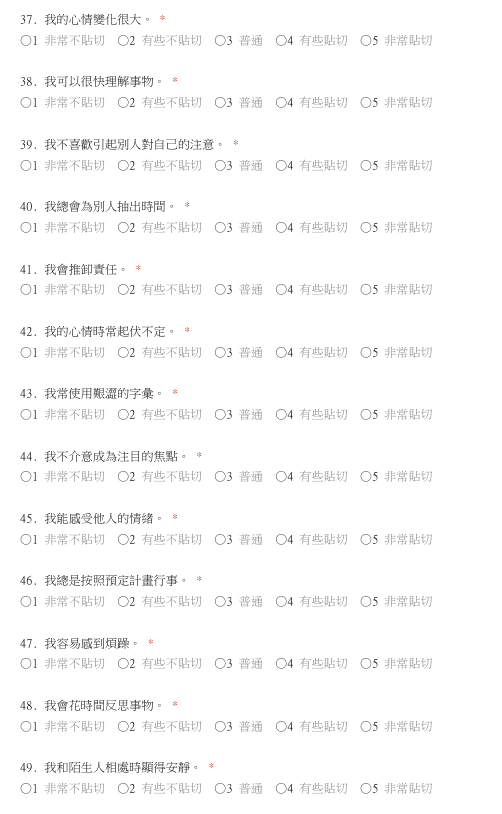 37. 我的心情變化很大。 *
○1 非常不貼切 ○2 有些不貼切 ○3 普通 ○4 有些貼切 ○5 非常貼切
38. 我可以很快理解事物。 *
○1 非常不貼切 ○2 有些不貼切 ○3 普通 ○4 有些貼切 ○5 非常貼切
39. 我不喜歡引起別人對自己的注意。 *
○1 非常不貼切 ○2 有些不貼切 ○3 普通 ○4 有些貼切 ○5 非常貼切
40. 我總會為別人抽出時間。 *
○1 非常不貼切 ○2 有些不貼切 ○3 普通 ○4 有些貼切 ○5 非常貼切
41. 我會推卸責任。 *
○1 非常不貼切 ○2 有些不貼切 ○3 普通 ○4 有些貼切 ○5 非常貼切
42. 我的心情時常起伏不定。 *
○1 非常不貼切 ○2 有些不貼切 ○3 普通 ○4 有些貼切 ○5 非常貼切
43. 我常使用艱澀的字彙。 *
○1 非常不貼切 ○2 有些不貼切 ○3 普通 ○4 有些貼切 ○5 非常貼切
44. 我不介意成為注目的焦點。 *
○1 非常不貼切 ○2 有些不貼切 ○3 普通 ○4 有些貼切 ○5 非常貼切
45. 我能感受他人的情緒。 *
○1 非常不貼切 ○2 有些不貼切 ○3 普通 ○4 有些貼切 ○5 非常貼切
46. 我總是按照預定計畫行事。 *
○1 非常不貼切 ○2 有些不貼切 ○3 普通 ○4 有些貼切 ○5 非常貼切
47. 我容易感到煩躁。 *
○1 非常不貼切 ○2 有些不貼切 ○3 普通 ○4 有些貼切 ○5 非常貼切
48. 我會花時間反思事物。 *
○1 非常不貼切 ○2 有些不貼切 ○3 普通 ○4 有些貼切 ○5 非常貼切
49. 我和陌生人相處時顯得安靜。 *
○1 非常不貼切 ○2 有些不貼切 ○3 普通 ○4 有些貼切 ○5 非常貼切